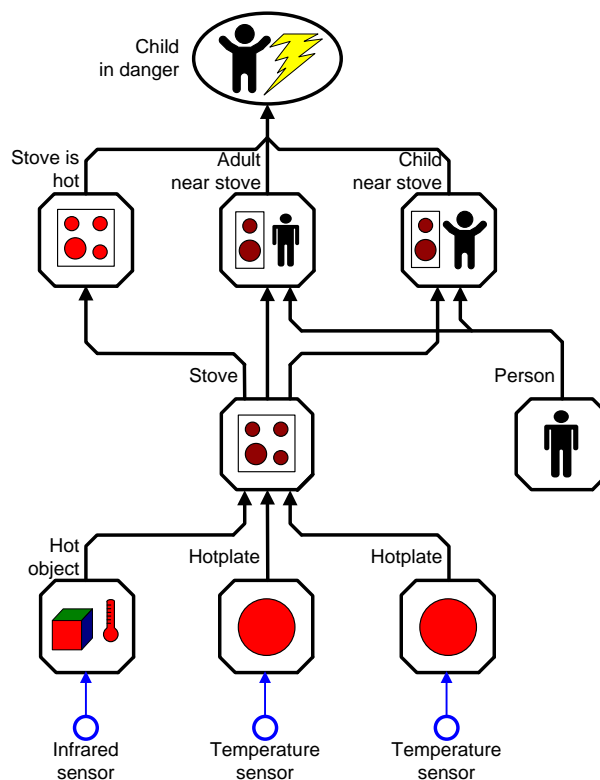 Child
in danger
Stove is
hot
Adult
near stove
Child
near stove
Stove
Person
Hot
object
Hotplate
Hotplate
Infrared
sensor
Temperature
sensor
Temperature
sensor